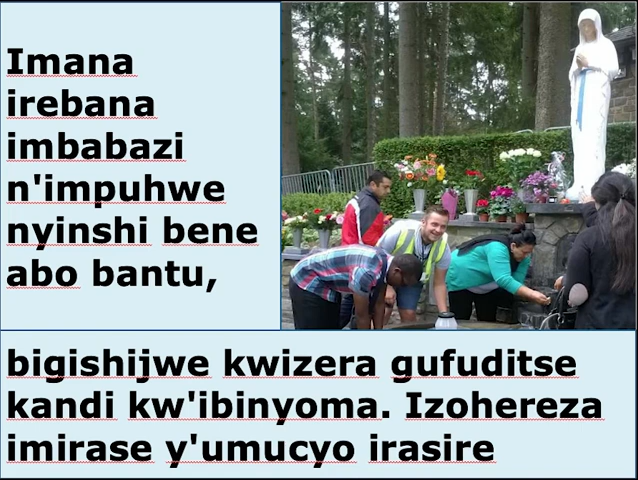 Imana
irebana
imbabazi
n'impuhwe
nyinshi bene
abo bantu,
bigishijwe kwizera gufuditse
kandi kw'ibinyoma. Izohereza
imirase y'umucyo irasire